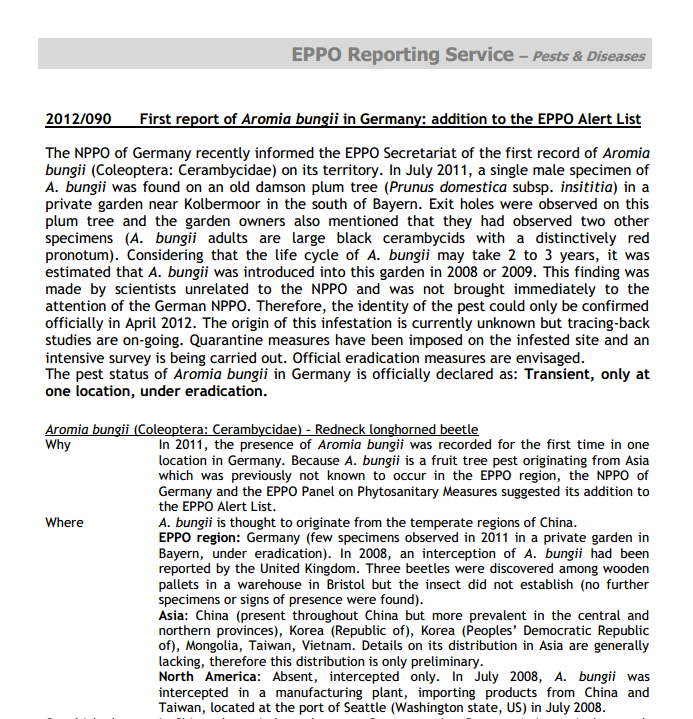 EPPO Reporting Service – Pests & Diseases
2012/090 First report of Aromia bungii in Germany: addition to the EPPO Alert List
The NPPO of Germany recently informed the EPPO Secretariat of the first record of Aromia
bungii (Coleoptera: Cerambycidae) on its territory. In July 2011, a single male specimen of
A. bungii was found on an old damson plum tree (Prunus domestica subsp. insititia) in a
private garden near Kolbermoor in the south of Bayern. Exit holes were observed on this
plum tree and the garden owners also mentioned that they had observed two other
specimens (A. bungii adults are large black cerambycids with a distinctively red
pronotum). Considering that the life cycle of A. bungii may take 2 to 3 years, it was
estimated that A. bungii was introduced into this garden in 2008 or 2009. This finding was
made by scientists unrelated to the NPPO and was not brought immediately to the
attention of the German NPPO. Therefore, the identity of the pest could only be confirmed
officially in April 2012. The origin of this infestation is currently unknown but tracing-back
studies are on-going. Quarantine measures have been imposed on the infested site and an
intensive survey is being carried out. Official eradication measures are envisaged.
The pest status of Aromia bungii in Germany is officially declared as: Transient, only at
one location, under eradication.
Aromia bungii (Coleoptera: Cerambycidae) - Redneck longhorned beetle
Why In 2011, the presence of Aromia bungii was recorded for the first time in one
location in Germany. Because A. bungii is a fruit tree pest originating from Asia
which was previously not known to occur in the EPPO region, the NPPO of
Germany and the EPPO Panel on Phytosanitary Measures suggested its addition to
the EPPO Alert List.
Where A. bungii is thought to originate from the temperate regions of China.
EPPO region: Germany (few specimens observed in 2011 in a private garden in
Bayern, under eradication). In 2008, an interception of A. bungii had been
reported by the United Kingdom. Three beetles were discovered among wooden
pallets in a warehouse in Bristol but the insect did not establish (no further
specimens or signs of presence were found).
Asia: China (present throughout China but more prevalent in the central and
northern provinces), Korea (Republic of), Korea (Peoples' Democratic Republic
of), Mongolia, Taiwan, Vietnam. Details on its distribution in Asia are generally
lacking, therefore this distribution is only preliminary.
North America: Absent, intercepted only. In July 2008, A. bungii was
intercepted in a manufacturing plant, importing products from China and
Taiwan, located at the port of Seattle (Washington state, US) in July 2008.